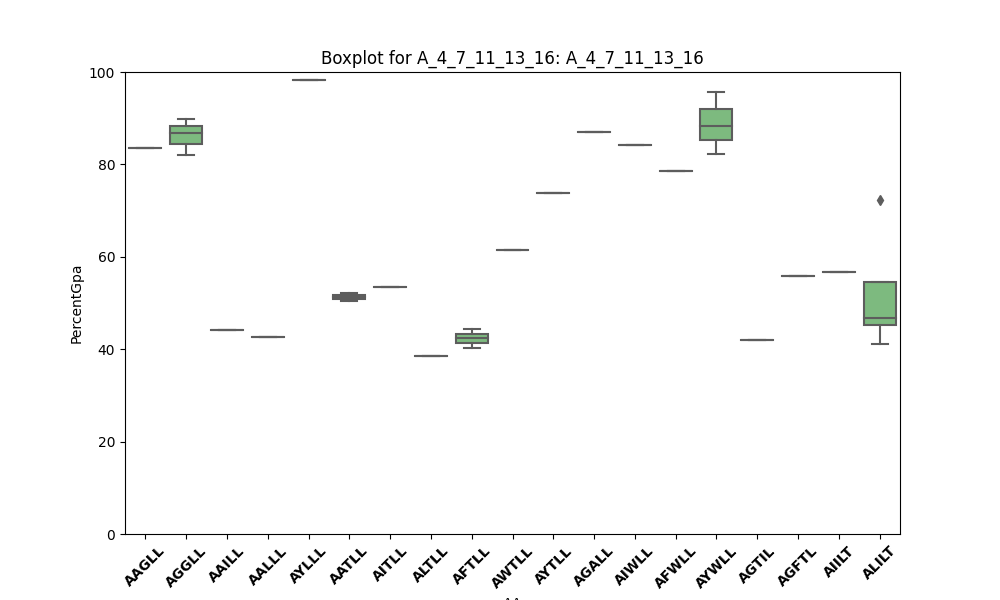 Boxplot for A_4_7_11_13_16: A_4_7_11_13_16
PercentGpa
100
80
60
40
20
0
AAGLL
AGGLL
AAILL
AALLL
AYLLL
AATLL
AITLL
ALTLL
AFTLL
AWTLL
AYTLL
AGALL
AIWLL
AFWLL
AYWLL
AGTIL
AGFTL
AIILT
ALILT